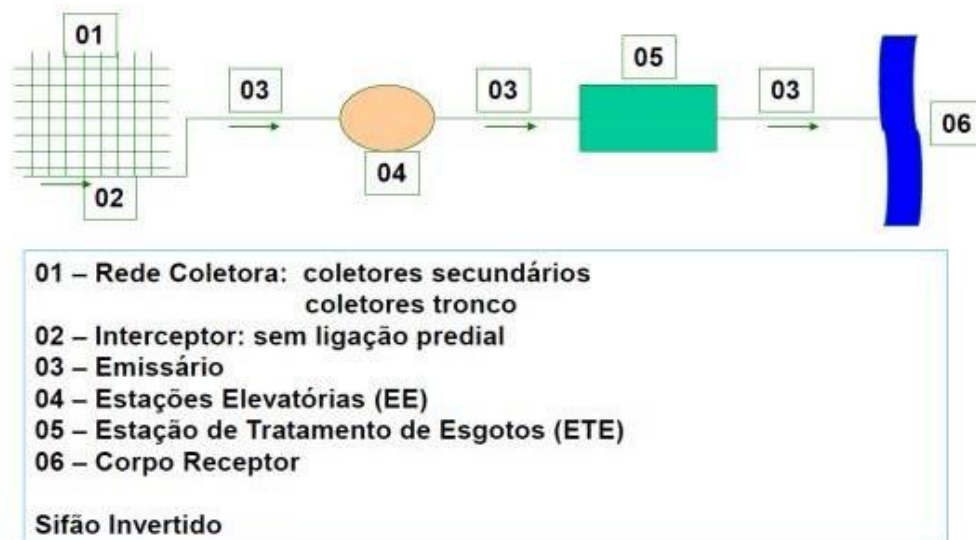 01
03
03
05
03
06
04
02
01 – Rede Coletora: coletores secundários
coletores tronco
02 – Interceptor: sem ligação predial
03 – Emissário
04 – Estações Elevatórias (EE)
05 – Estação de Tratamento de Esgotos (ETE)
06 – Corpo Receptor
Sifão Invertido